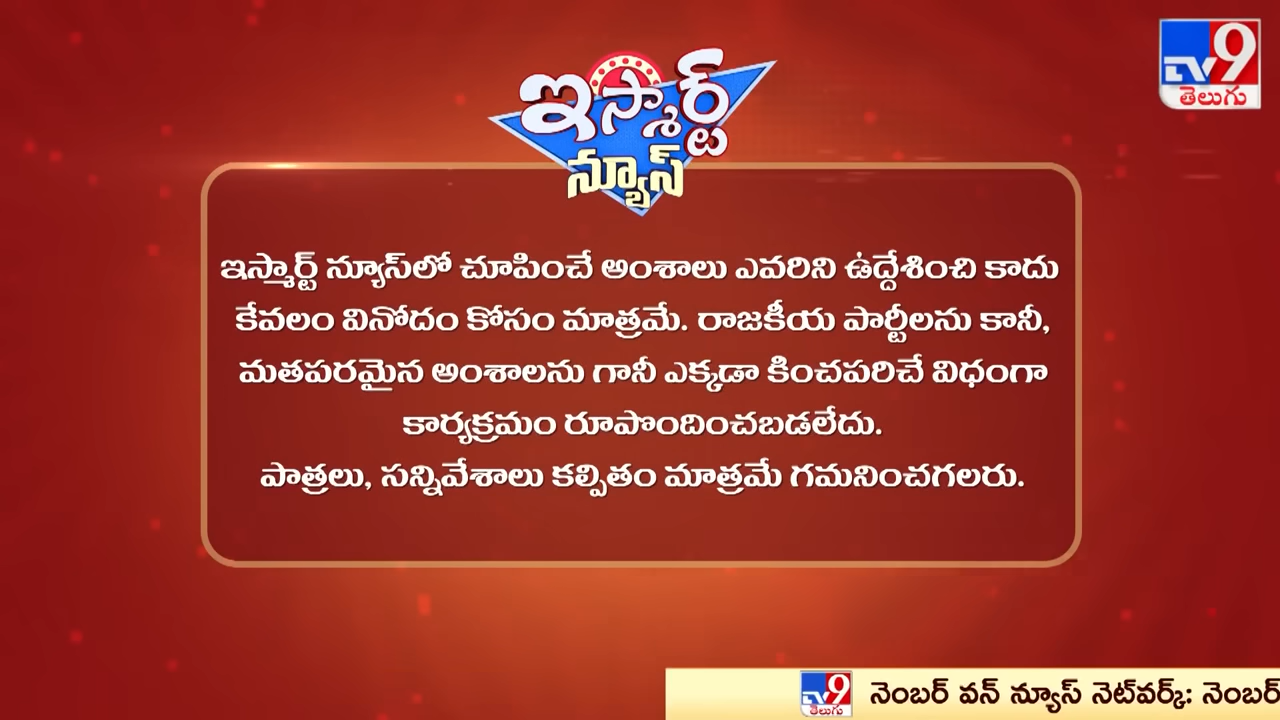 TV9
తెలుగు
ఇస్మార్ట్
న్యూస్
ఇస్మార్ట్ న్యూస్‌లో చూపించే అంశాలు ఎవరిని ఉద్దేశించి కాదు
కేవలం వినోదం కోసం మాత్రమే. రాజకీయ పార్టీలను కానీ,
మతపరమైన అంశాలను గానీ ఎక్కడా కించపరిచే విధంగా
కార్యక్రమం రూపొందించబడలేదు.
పాత్రలు, సన్నివేశాలు కల్పితం మాత్రమే గమనించగలరు.
TV9
తెలుగు
నెంబర్ వన్ న్యూస్ నెట్‌వర్క్: నెంబర్